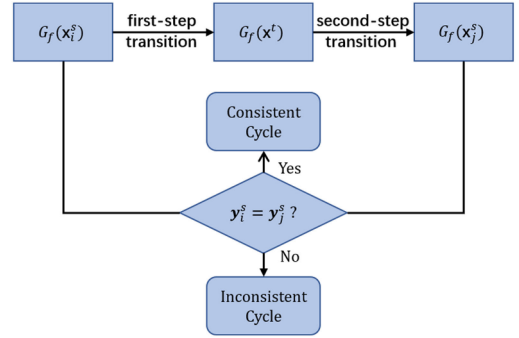 G_f(x_i^s)
first-step
transition
G_f(x^t)
second-step
transition
G_f(x_j^s)
Consistent
Cycle
Yes
y_i^s = y_j^s ?
No
Inconsistent
Cycle